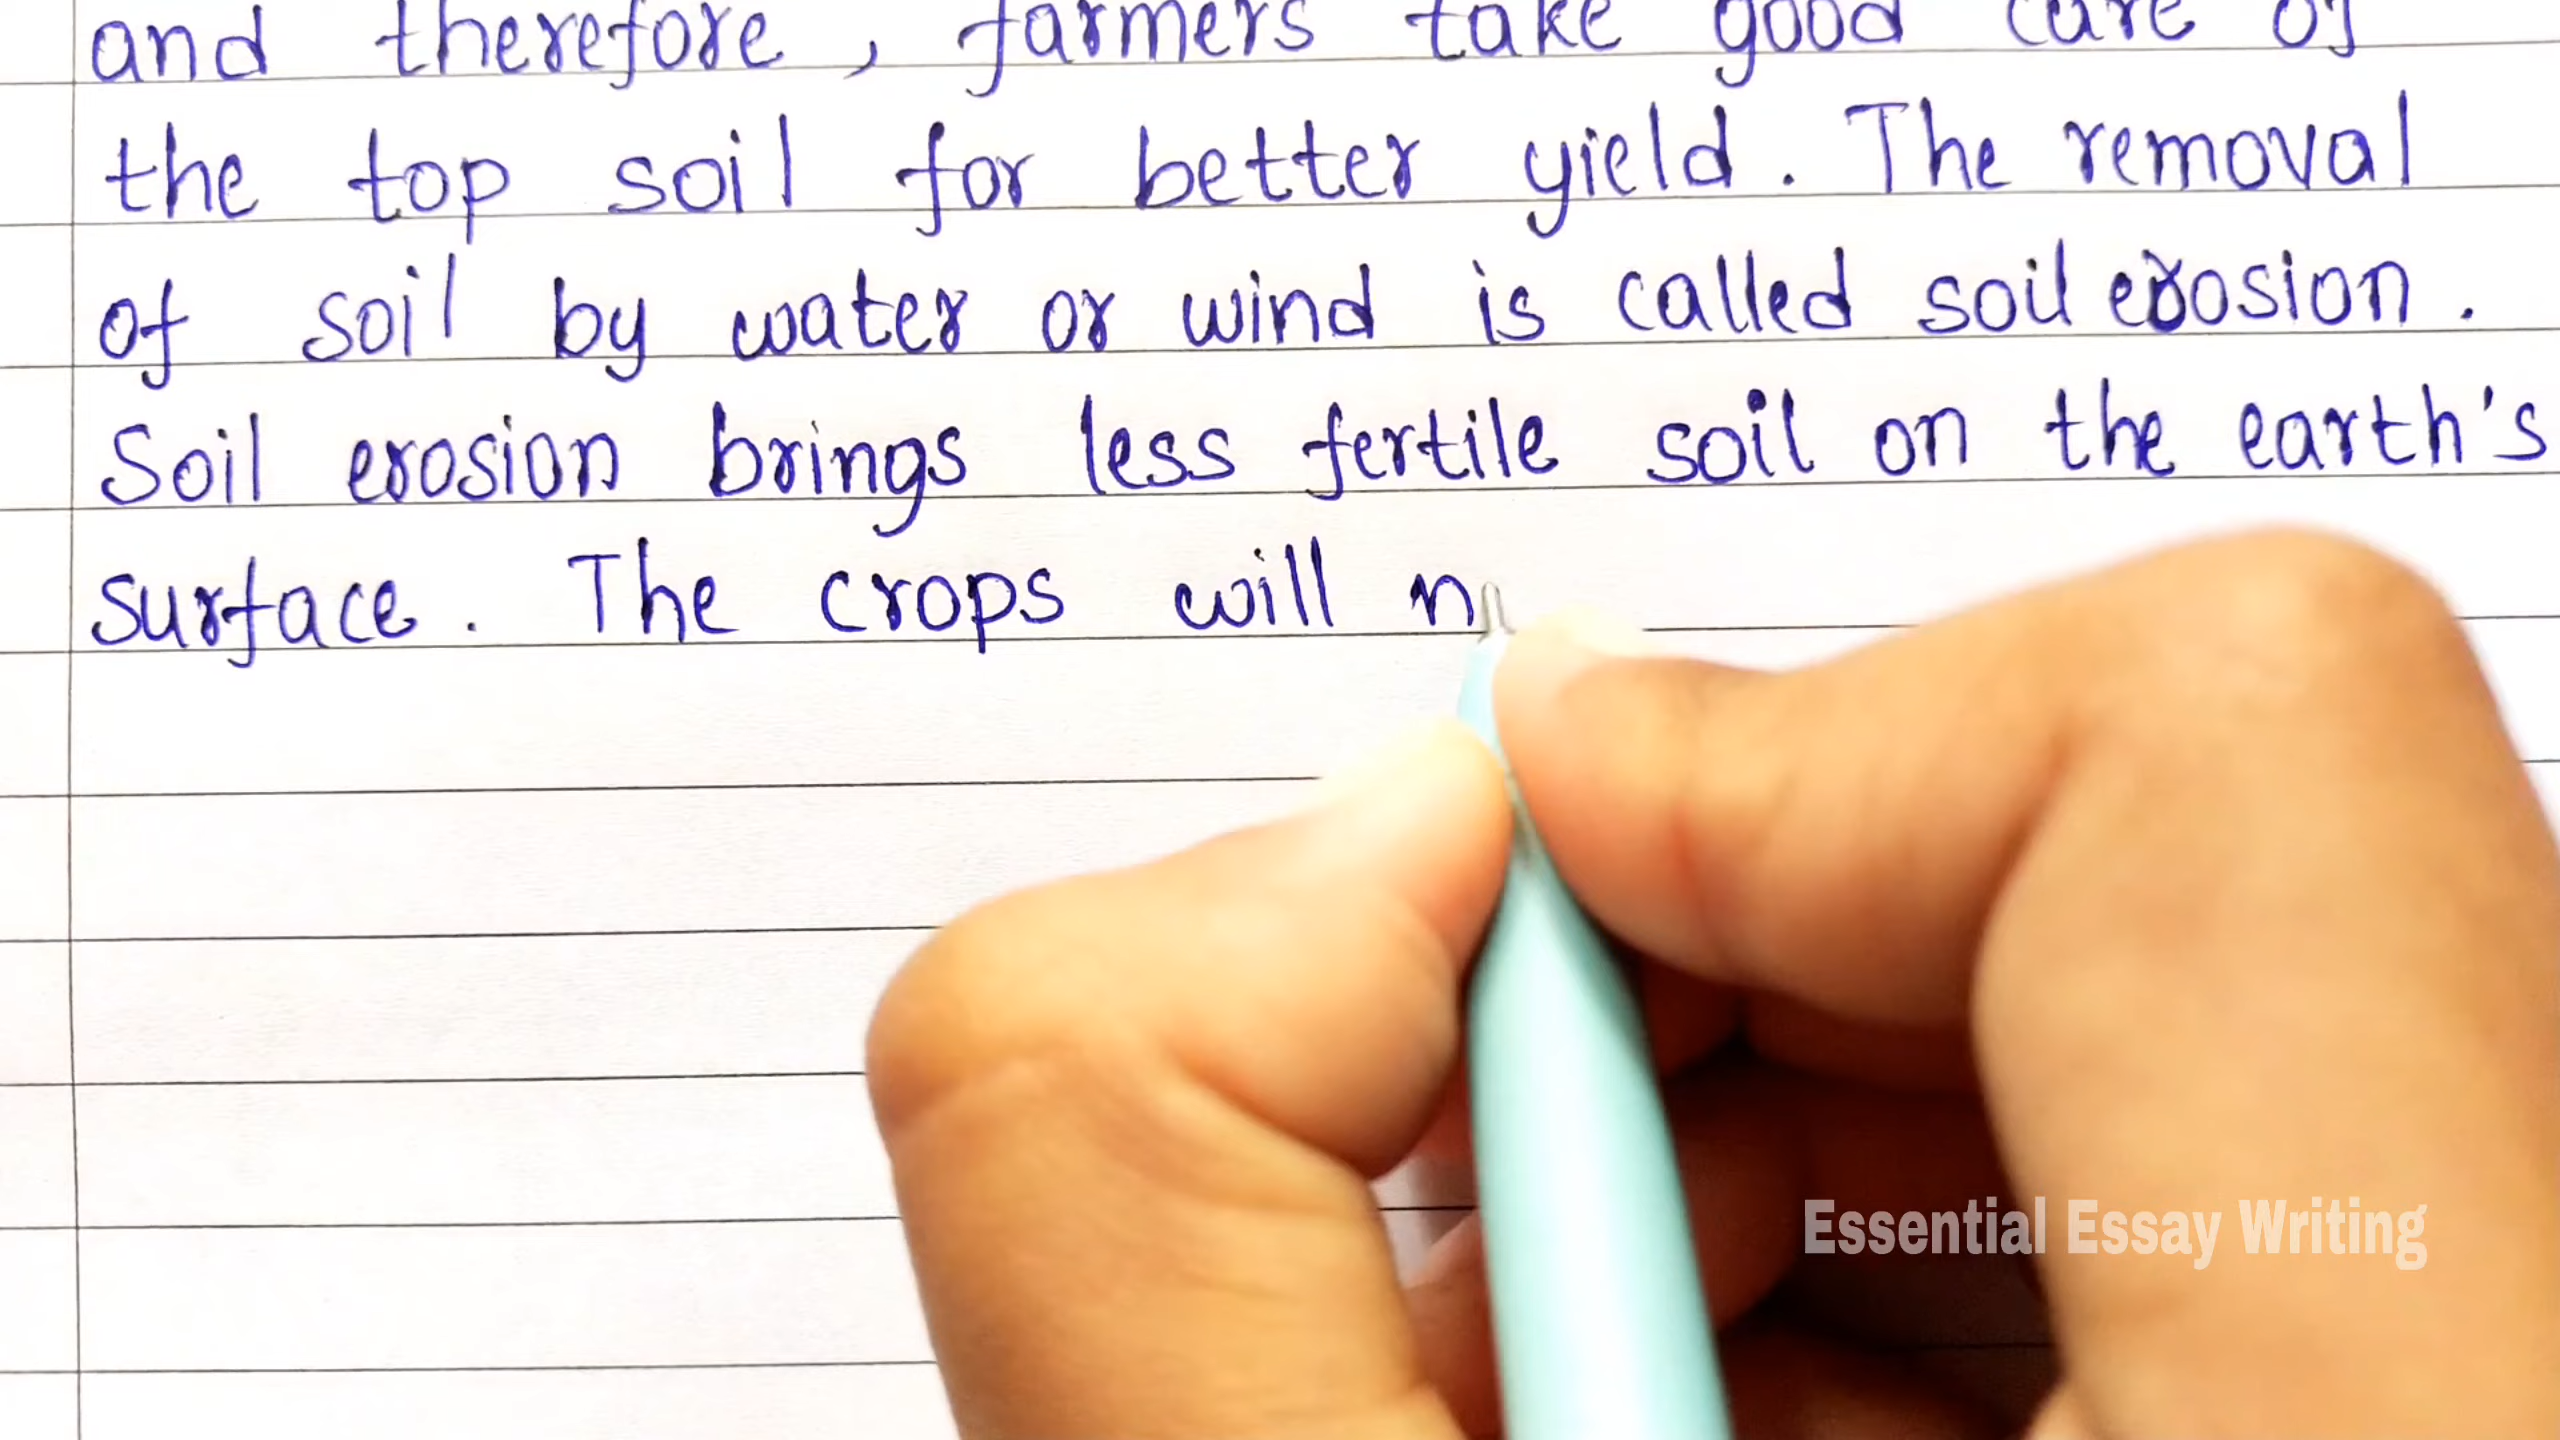 and therefore, farmers take good care of
the top soil for better yield. The removal
of soil by water or wind is called soil erosion.
Soil erosion brings less fertile soil on the earth's
surface. The crops will n
Essential Essay Writing